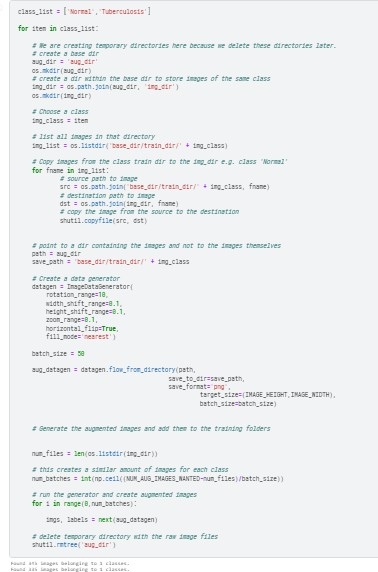 class_list = ['Normal','Tuberculosis']
for item in class_list:
# We are creating temporary directories here because we delete these directories later.
# create a base dir
aug_dir = 'aug_dir'
os.mkdir(aug_dir)
# create a dir within the base dir to store images of the same class
img_dir = os.path.join(aug_dir, 'img_dir')
os.mkdir(img_dir)
# Choose a class
img_class = item
# list all images in that directory
img_list = os.listdir('base_dir/train_dir/' + img_class)
# Copy images from the class train dir to the img_dir e.g. class 'Normal'
for fname in img_list:
# source path to image
src = os.path.join('base_dir/train_dir/' + img_class, fname)
# destination path to image
dst = os.path.join(img_dir, fname)
# copy the image from the source to the destination
shutil.copyfile(src, dst)
# point to a dir containing the images and not to the images themselves
path = aug_dir
save_path = 'base_dir/train_dir/' + img_class
# Create a data generator
datagen = ImageDataGenerator(
rotation_range=10,
width_shift_range=0.1,
height_shift_range=0.1,
zoom_range=0.1,
horizontal_flip=True,
fill_mode='nearest')
batch_size = 50
aug_datagen = datagen.flow_from_directory(path,
save_to_dir=save_path,
save_format='png',
target_size=(IMAGE_HEIGHT,IMAGE_WIDTH),
batch_size=batch_size)
# Generate the augmented images and add them to the training folders
num_files = len(os.listdir(img_dir))
# this creates a similar amount of images for each class
num_batches = int(np.ceil((NUM_AUG_IMAGES_WANTED-num_files)/batch_size))
# run the generator and create augmented images
for i in range(0,num_batches):
imgs, labels = next(aug_datagen)
# delete temporary directory with the raw image files
shutil.rmtree('aug_dir')
Found images belonging to 1 classes.
Found images belonging to 1 classes.